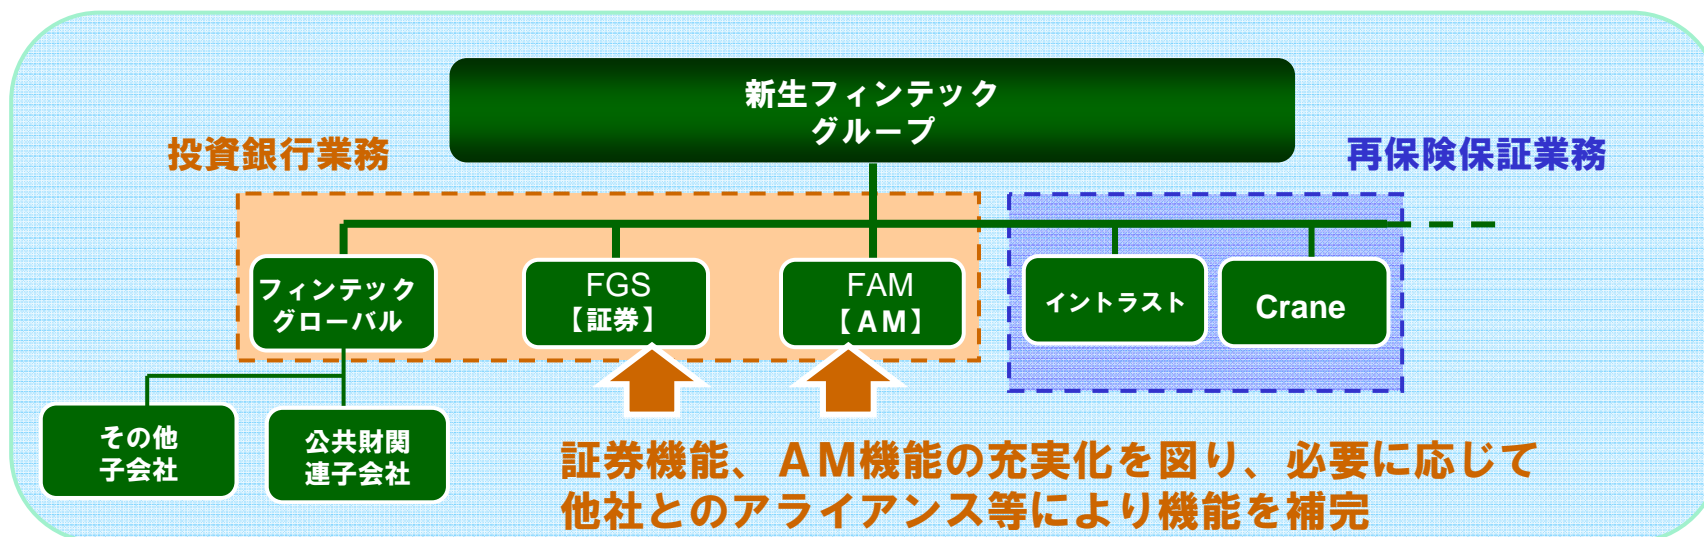 新生フィンテック
グループ
投資銀行業務
再保険保証業務
フィンテック
グローバル
FGS
【証券】
FAM
【AM】
イントラスト
Crane
その他
子会社
公共財関
連子会社
証券機能、AM機能の充実化を図り、必要に応じて
他社とのアライアンス等により機能を補完